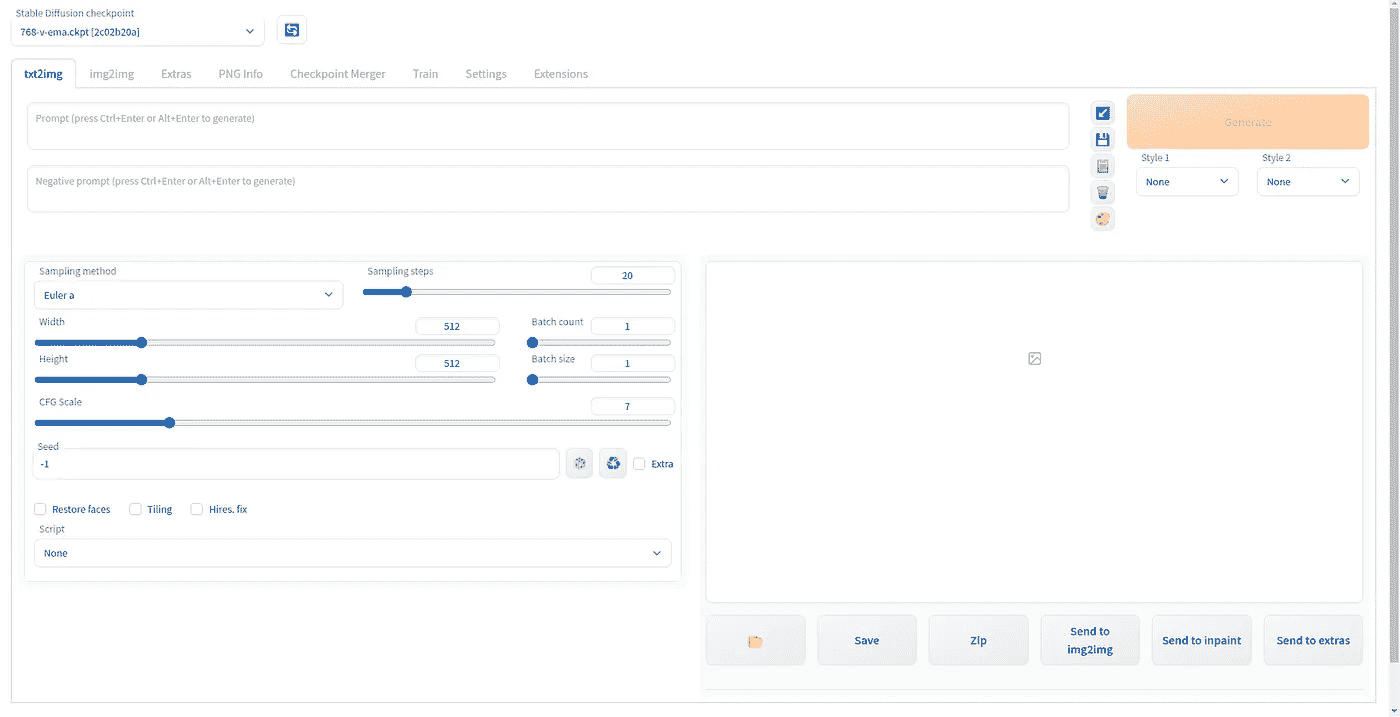 Stable Diffusion checkpoint
768-v-ema.ckpt [2c02b20a]
txt2img img2img Extras PNG Info Checkpoint Merger Train Settings Extensions
Prompt (press Ctrl+Enter or Alt+Enter to generate)
Negative prompt (press Ctrl+Enter or Alt+Enter to generate)
Generate
Style 1 Style 2
None None
Sampling method Sampling steps 20
Euler a
Width 512 Batch count 1
Height 512 Batch size 1
CFG Scale 7
Seed
-1
Extra
Restore faces Tiling Hires. fix
Script
None
Save Zip Send to img2img Send to inpaint Send to extras